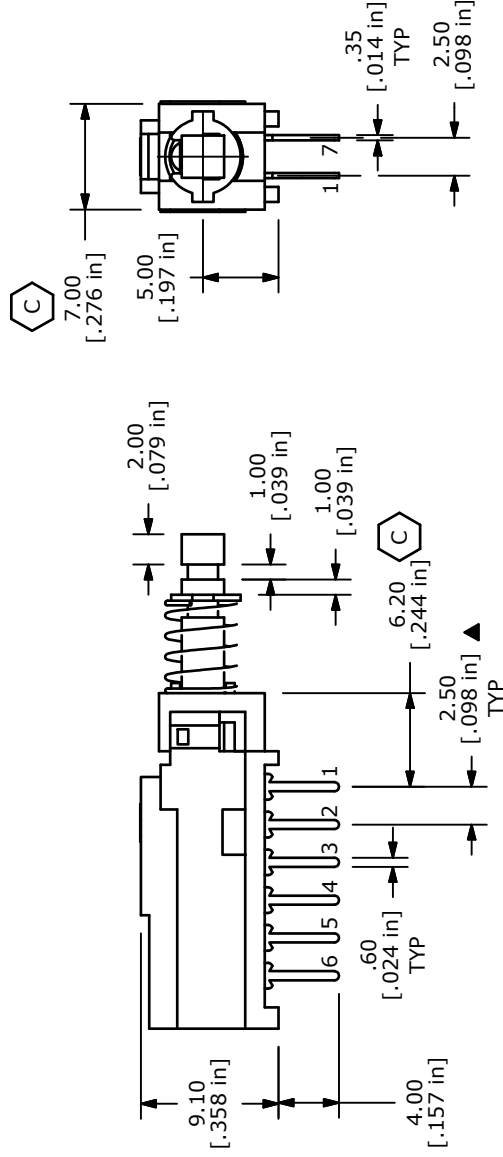 C
7.00
[.276 in]
5.00
[.197 in]
.35
[.014 in]
TYP
2.50
[.098 in]
7
1
2.00
[.079 in]
1.00
[.039 in]
1.00
[.039 in]
C
6.20
[.244 in]
2.50
[.098 in] ▲
TYP
.60
[.024 in]
TYP
1
2
3
4
5
6
9.10
[.358 in]
4.00
[.157 in]